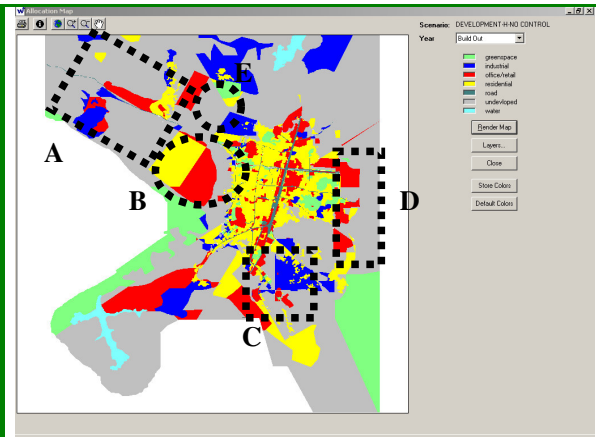 Allocation Map
Scenario: DEVELOPMENT-H-NO CONTROL
Year Build Out
greenspace
industrial
office/retail
residential
road
undevloped
water
Render Map
Layers...
Close
Store Colors
Default Colors
E
A
B
D
C